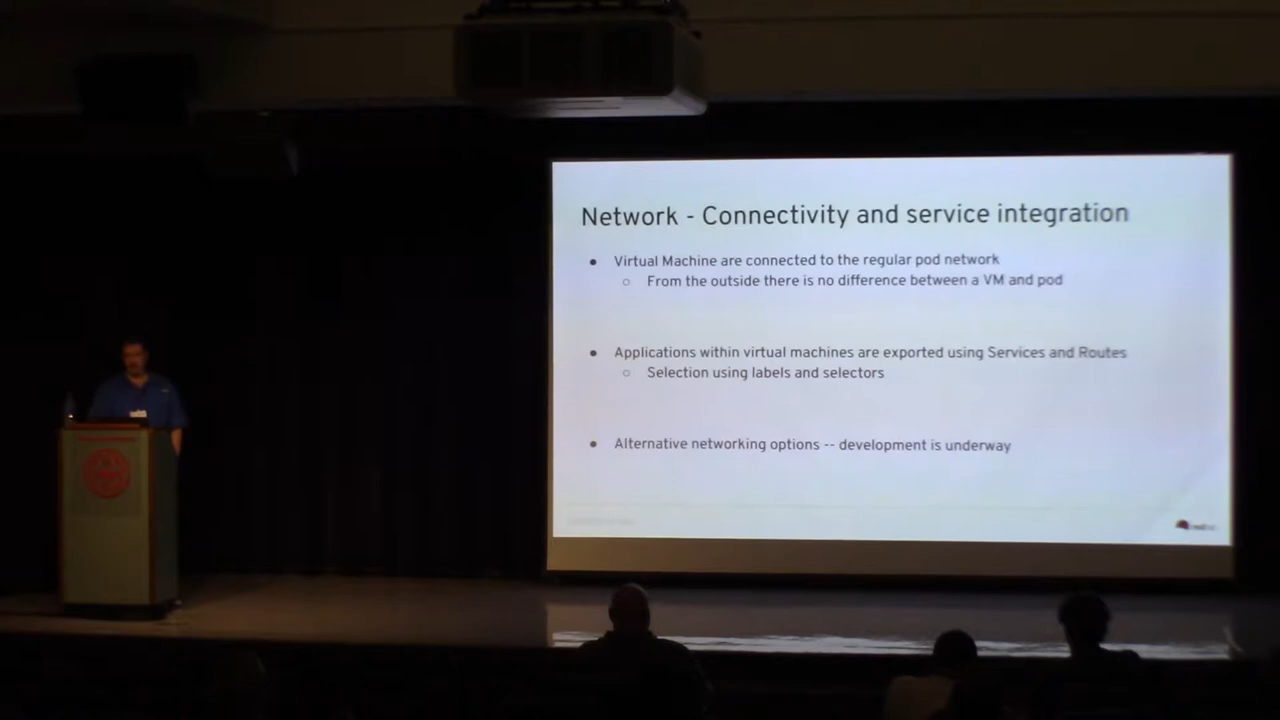 Network - Connectivity and service integration
● Virtual Machine are connected to the regular pod network
○ From the outside there is no difference between a VM and pod
● Applications within virtual machines are exported using Services and Routes
○ Selection using labels and selectors
● Alternative networking options -- development is underway